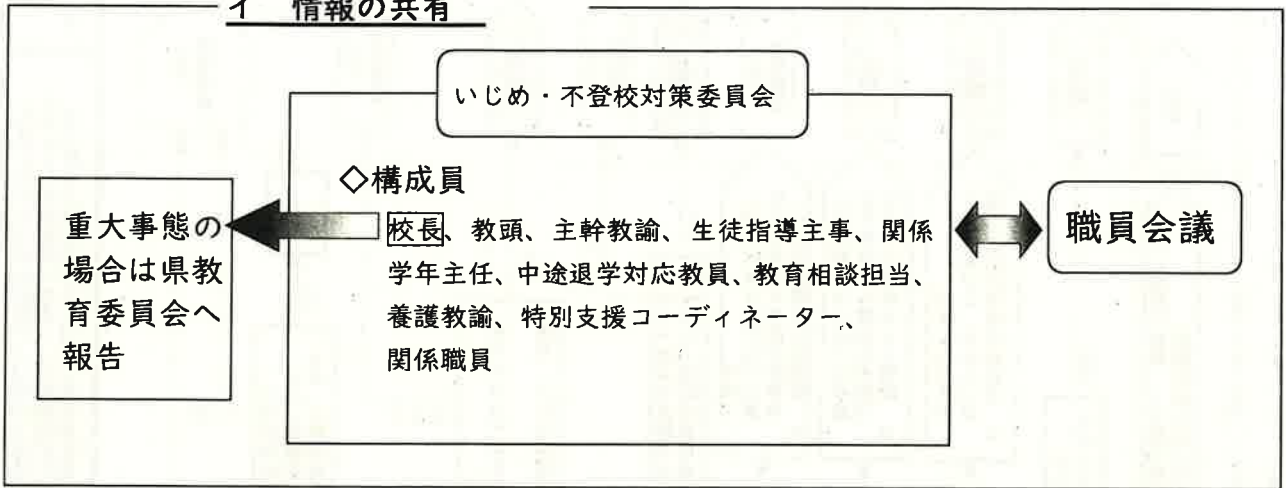 イ 情報の共有
いじめ・不登校対策委員会
◇構成員
校長、教頭、主幹教諭、生徒指導主事、関係
学年主任、中途退学対応教員、教育相談担当、
養護教諭、特別支援コーディネーター、
関係職員
重大事態の
場合は県教
育委員会へ
報告
職員会議